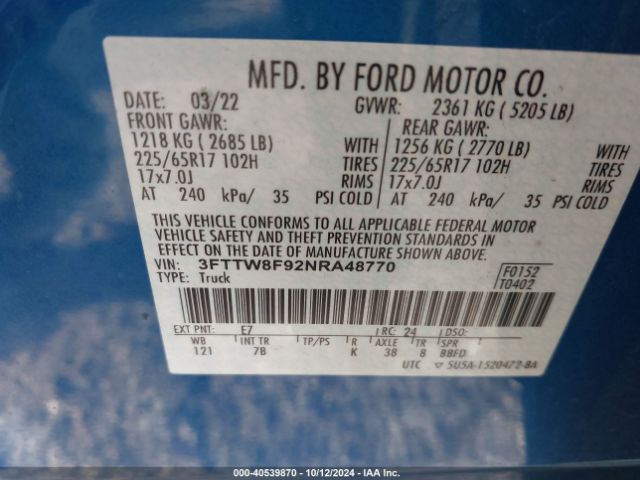 MFD. BY FORD MOTOR CO.
DATE: 03/22 GVWR: 2361 KG ( 5205 LB)
FRONT GAWR: REAR GAWR:
1218 KG ( 2685 LB) WITH 1256 KG ( 2770 LB) WITH
225/65R17 102H TIRES 225/65R17 102H TIRES
17x7.0J RIMS 17x7.0J RIMS
AT 240 kPa/ 35 PSI COLD AT 240 kPa/ 35 PSI COLD
THIS VEHICLE CONFORMS TO ALL APPLICABLE FEDERAL MOTOR
VEHICLE SAFETY AND THEFT PREVENTION STANDARDS IN
EFFECT ON THE DATE OF MANUFACTURE SHOWN ABOVE.
VIN: 3FTTW8F92NRA48770 F0152
TYPE: Truck T0402
EXT PNT: E7 RC: 24 DSO:
WB INT TR TP/PS R AXLE TR SPR
121 7B K 38 8 BBFD
UTC ▽ 5U5A-1520472-BA
000-40539870 - 10/12/2024 - IAA Inc.